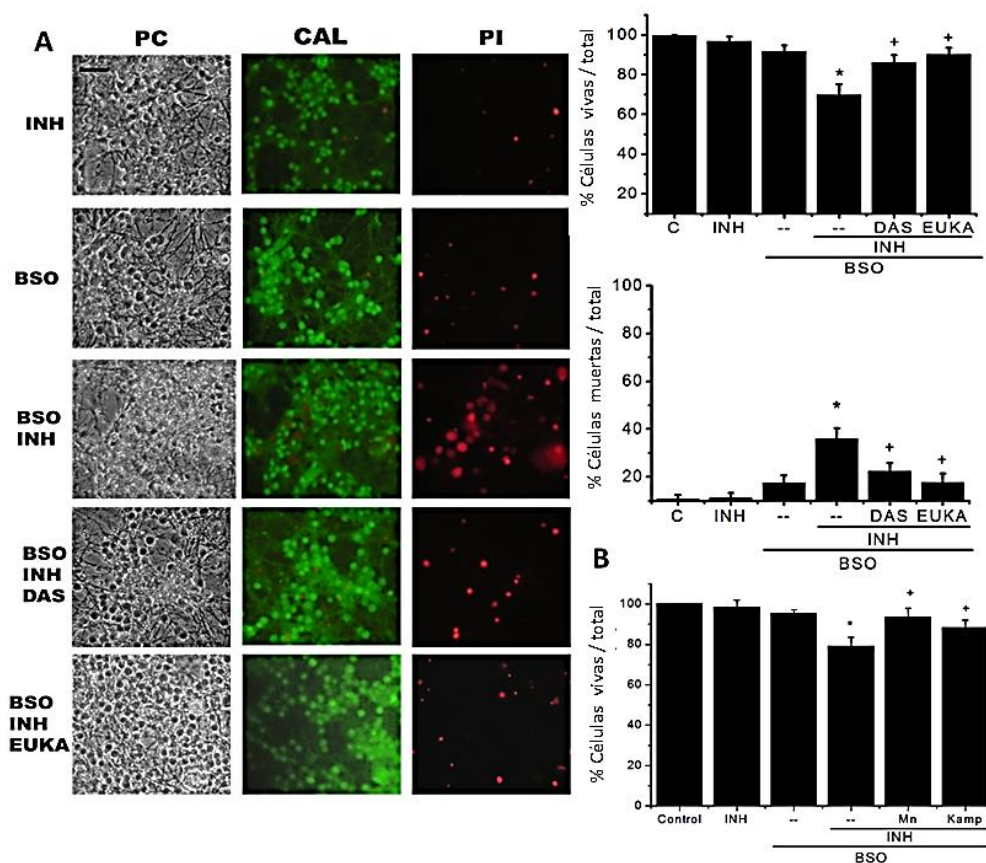 A
PC CAL PI
INH
BSO
BSO
INH
BSO
INH
DAS
BSO
INH
EUKA
% Células vivas / total
100
80
60
40
20
C INH -- -- DAS EUKA
INH
BSO
% Células muertas / total
100
80
60
40
20
*
+
+
C INH -- -- DAS EUKA
INH
BSO
*
+
+
B
% Células vivas / total
100
80
60
40
20
0
Control INH -- -- Mn Kamp
INH
BSO
*
+
+